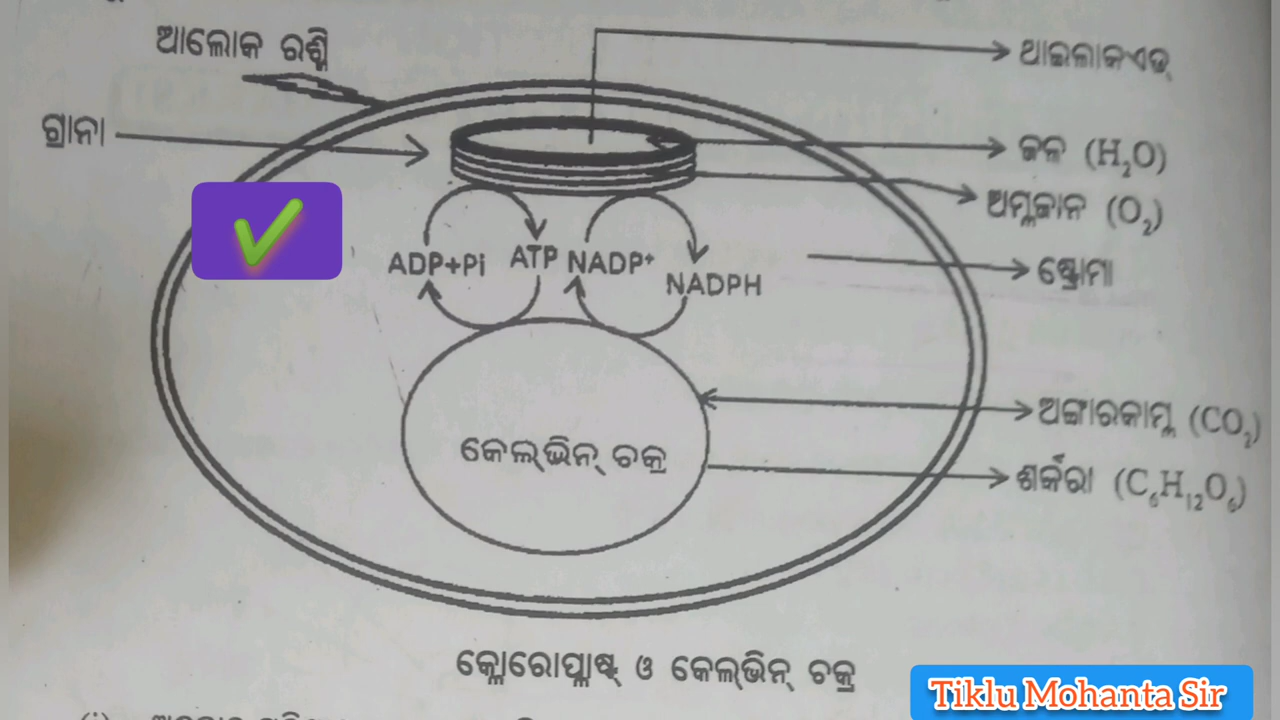 ଆଲୋକ ରଶ୍ମି
ଥାଇଲାକଏଡ୍
ଗ୍ରାନା
ଜଳ (H₂O)
ଅମ୍ଳଜାନ (O₂)
ADP+Pi ATP NADP⁺
NADPH
ଷ୍ଟ୍ରୋମା
ଅଙ୍ଗାରକାମ୍ଳ (CO₂)
କେଲ୍‌ଭିନ୍ ଚକ୍ର
ଶର୍କରା (C₆H₁₂O₆)
କ୍ଲୋରୋପ୍ଲାଷ୍ଟ ଓ କେଲ୍‌ଭିନ୍ ଚକ୍ର
Tiklu Mohanta Sir